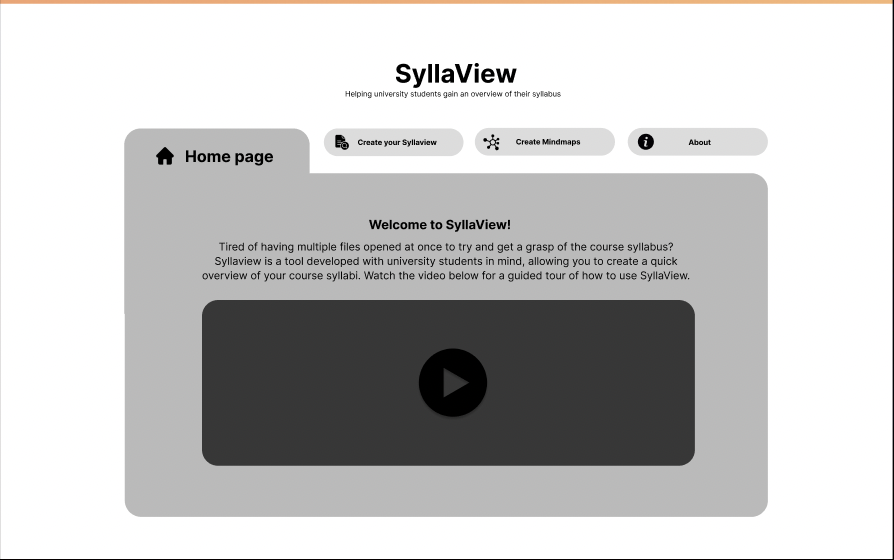 SyllaView
Helping university students gain an overview of their syllabus
Home page
Create your Syllaview
Create Mindmaps
About
Welcome to SyllaView!
Tired of having multiple files opened at once to try and get a grasp of the course syllabus?
Syllaview is a tool developed with university students in mind, allowing you to create a quick
overview of your course syllabi. Watch the video below for a guided tour of how to use SyllaView.